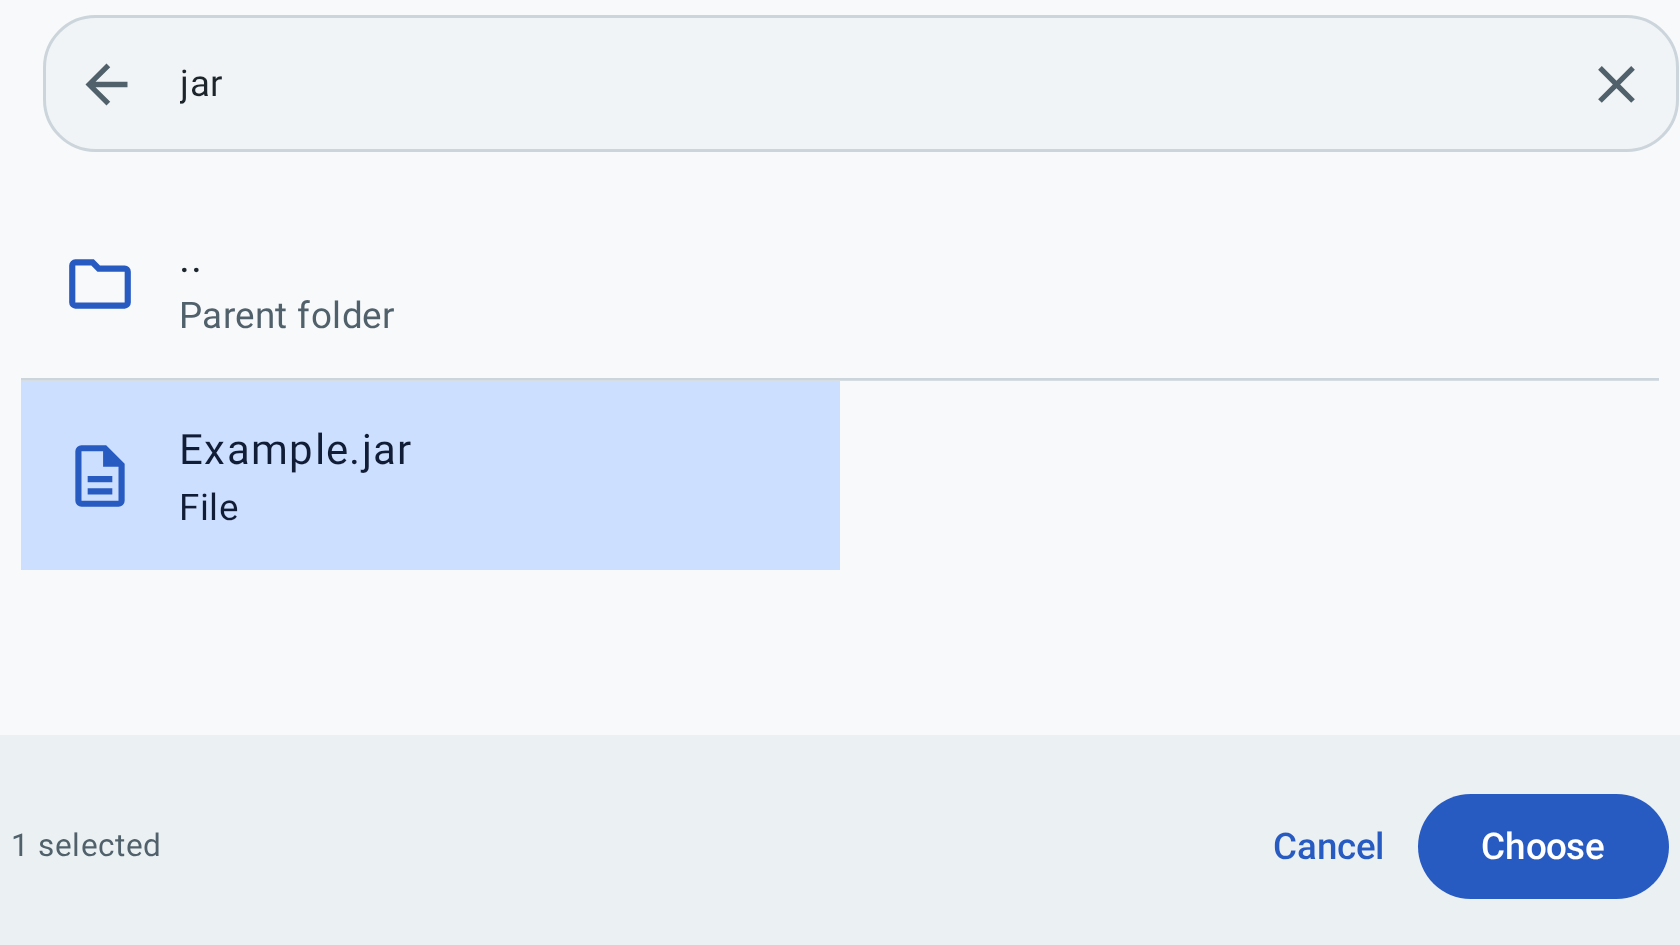 jar
..
Parent folder
Example.jar
File
1 selected
Cancel
Choose